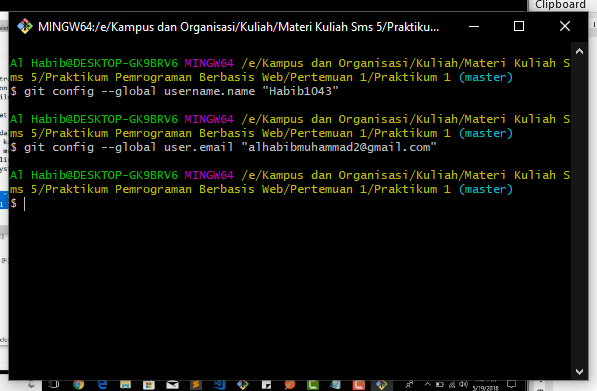 Clipboard
MINGW64:/e/Kampus dan Organisasi/Kuliah/Materi Kuliah Sms 5/Praktiku...
Al Habib@DESKTOP-GK9BRV6 MINGW64 /e/Kampus dan Organisasi/Kuliah/Materi Kuliah S
ms 5/Praktikum Pemrograman Berbasis Web/Pertemuan 1/Praktikum 1 (master)
$ git config --global username.name "Habib1043"
Al Habib@DESKTOP-GK9BRV6 MINGW64 /e/Kampus dan Organisasi/Kuliah/Materi Kuliah S
ms 5/Praktikum Pemrograman Berbasis Web/Pertemuan 1/Praktikum 1 (master)
$ git config --global user.email "alhabibmuhammad2@gmail.com"
Al Habib@DESKTOP-GK9BRV6 MINGW64 /e/Kampus dan Organisasi/Kuliah/Materi Kuliah S
ms 5/Praktikum Pemrograman Berbasis Web/Pertemuan 1/Praktikum 1 (master)
$
5/19/2018